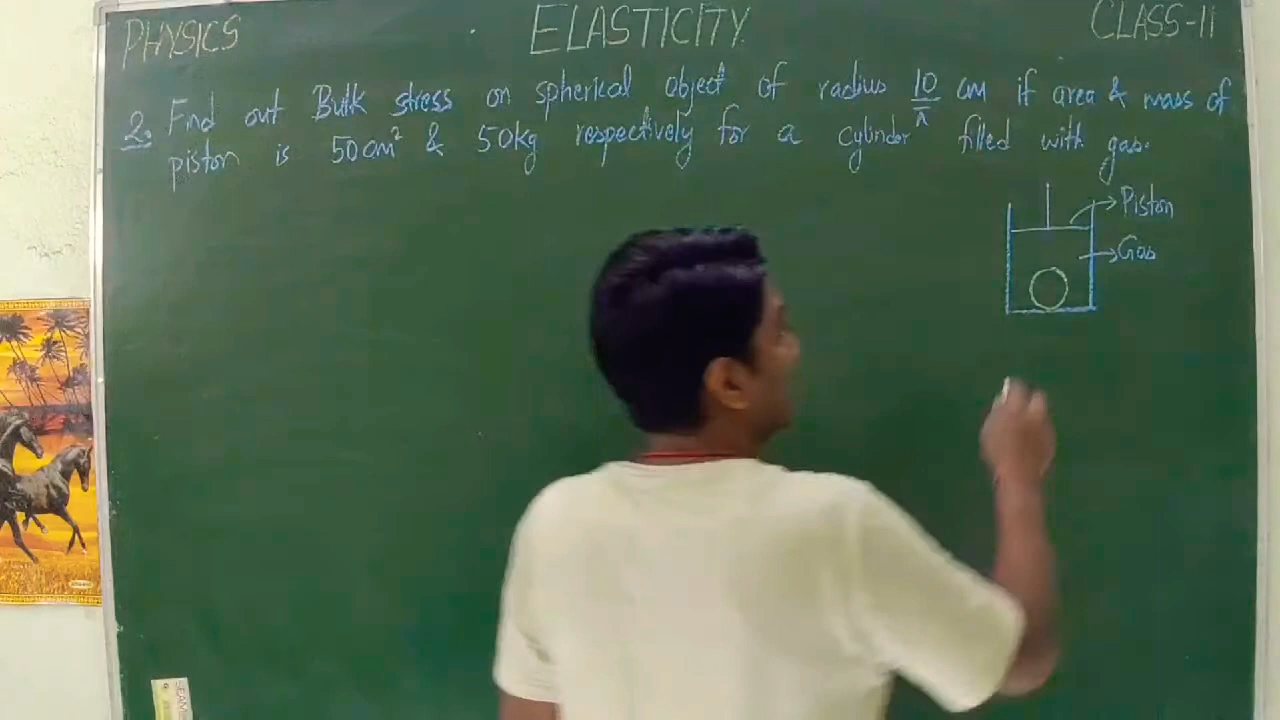 PHYSICS ELASTICITY CLASS-11
Q. Find out Bulk stress on spherical object of radius 10/π cm if area & mass of
piston is 50cm² & 50kg respectively for a cylinder filled with gas.
Piston
Gas